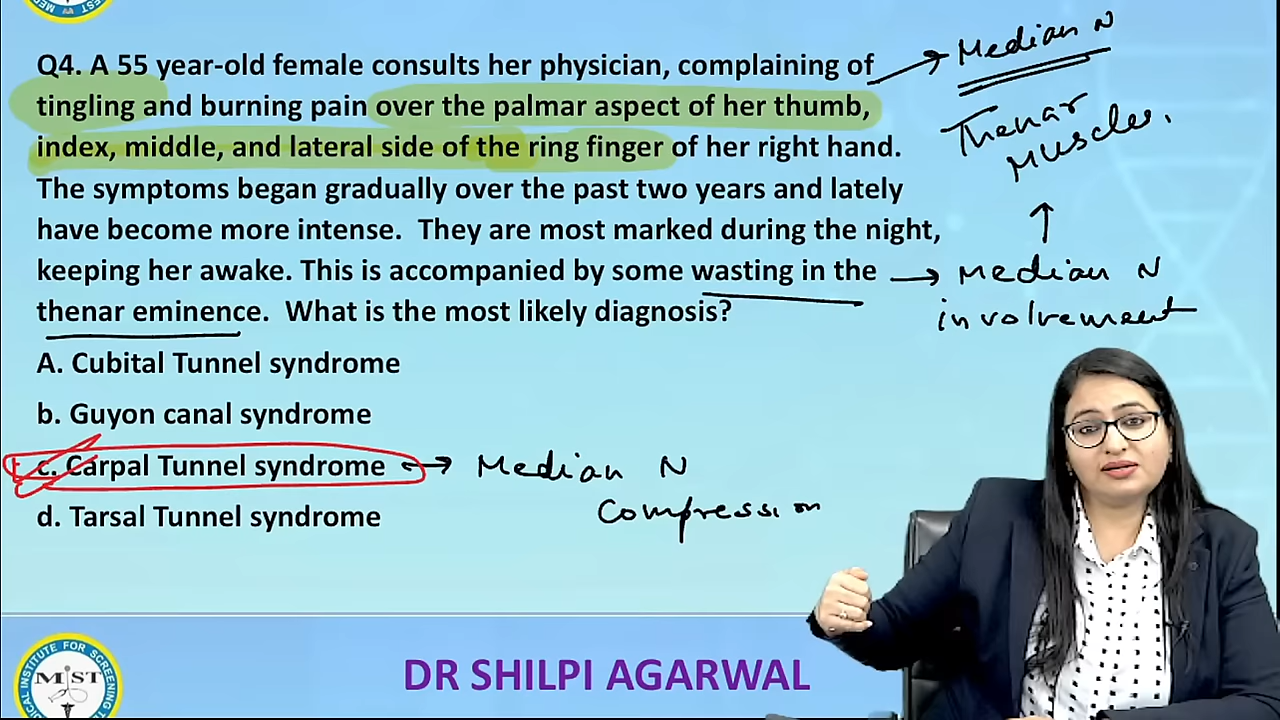 Q4. A 55 year-old female consults her physician, complaining of
tingling and burning pain over the palmar aspect of her thumb,
index, middle, and lateral side of the ring finger of her right hand.
The symptoms began gradually over the past two years and lately
have become more intense.  They are most marked during the night,
keeping her awake. This is accompanied by some wasting in the
thenar eminence.  What is the most likely diagnosis?
→ Median N
Thenar
Muscles.
↑
→ Median N
involvement
A. Cubital Tunnel syndrome
b. Guyon canal syndrome
c. Carpal Tunnel syndrome → Median N
Compression
d. Tarsal Tunnel syndrome
INSTITUTE FOR SCREENING
MIST
DR SHILPI AGARWAL